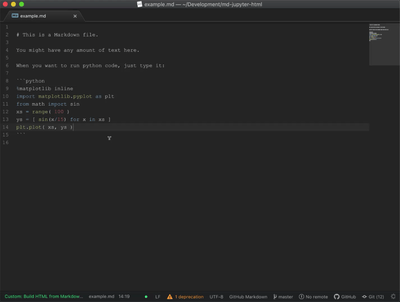 example.md — ~/Development/md-jupyter-html
example.md
1
2 # This is a Markdown file.
3
4 You might have any amount of text here.
5
6 When you want to run python code, just type it:
7
8 ```python
9 %matplotlib inline
10 import matplotlib.pyplot as plt
11 from math import sin
12 xs = range( 100 )
13 ys = [ sin(x/15) for x in xs ]
14 plt.plot( xs, ys )
15 ```
16
Custom: Build HTML from Markdow... example.md 14:19 LF 1 deprecation UTF-8 GitHub Markdown master No remote GitHub Git (12)